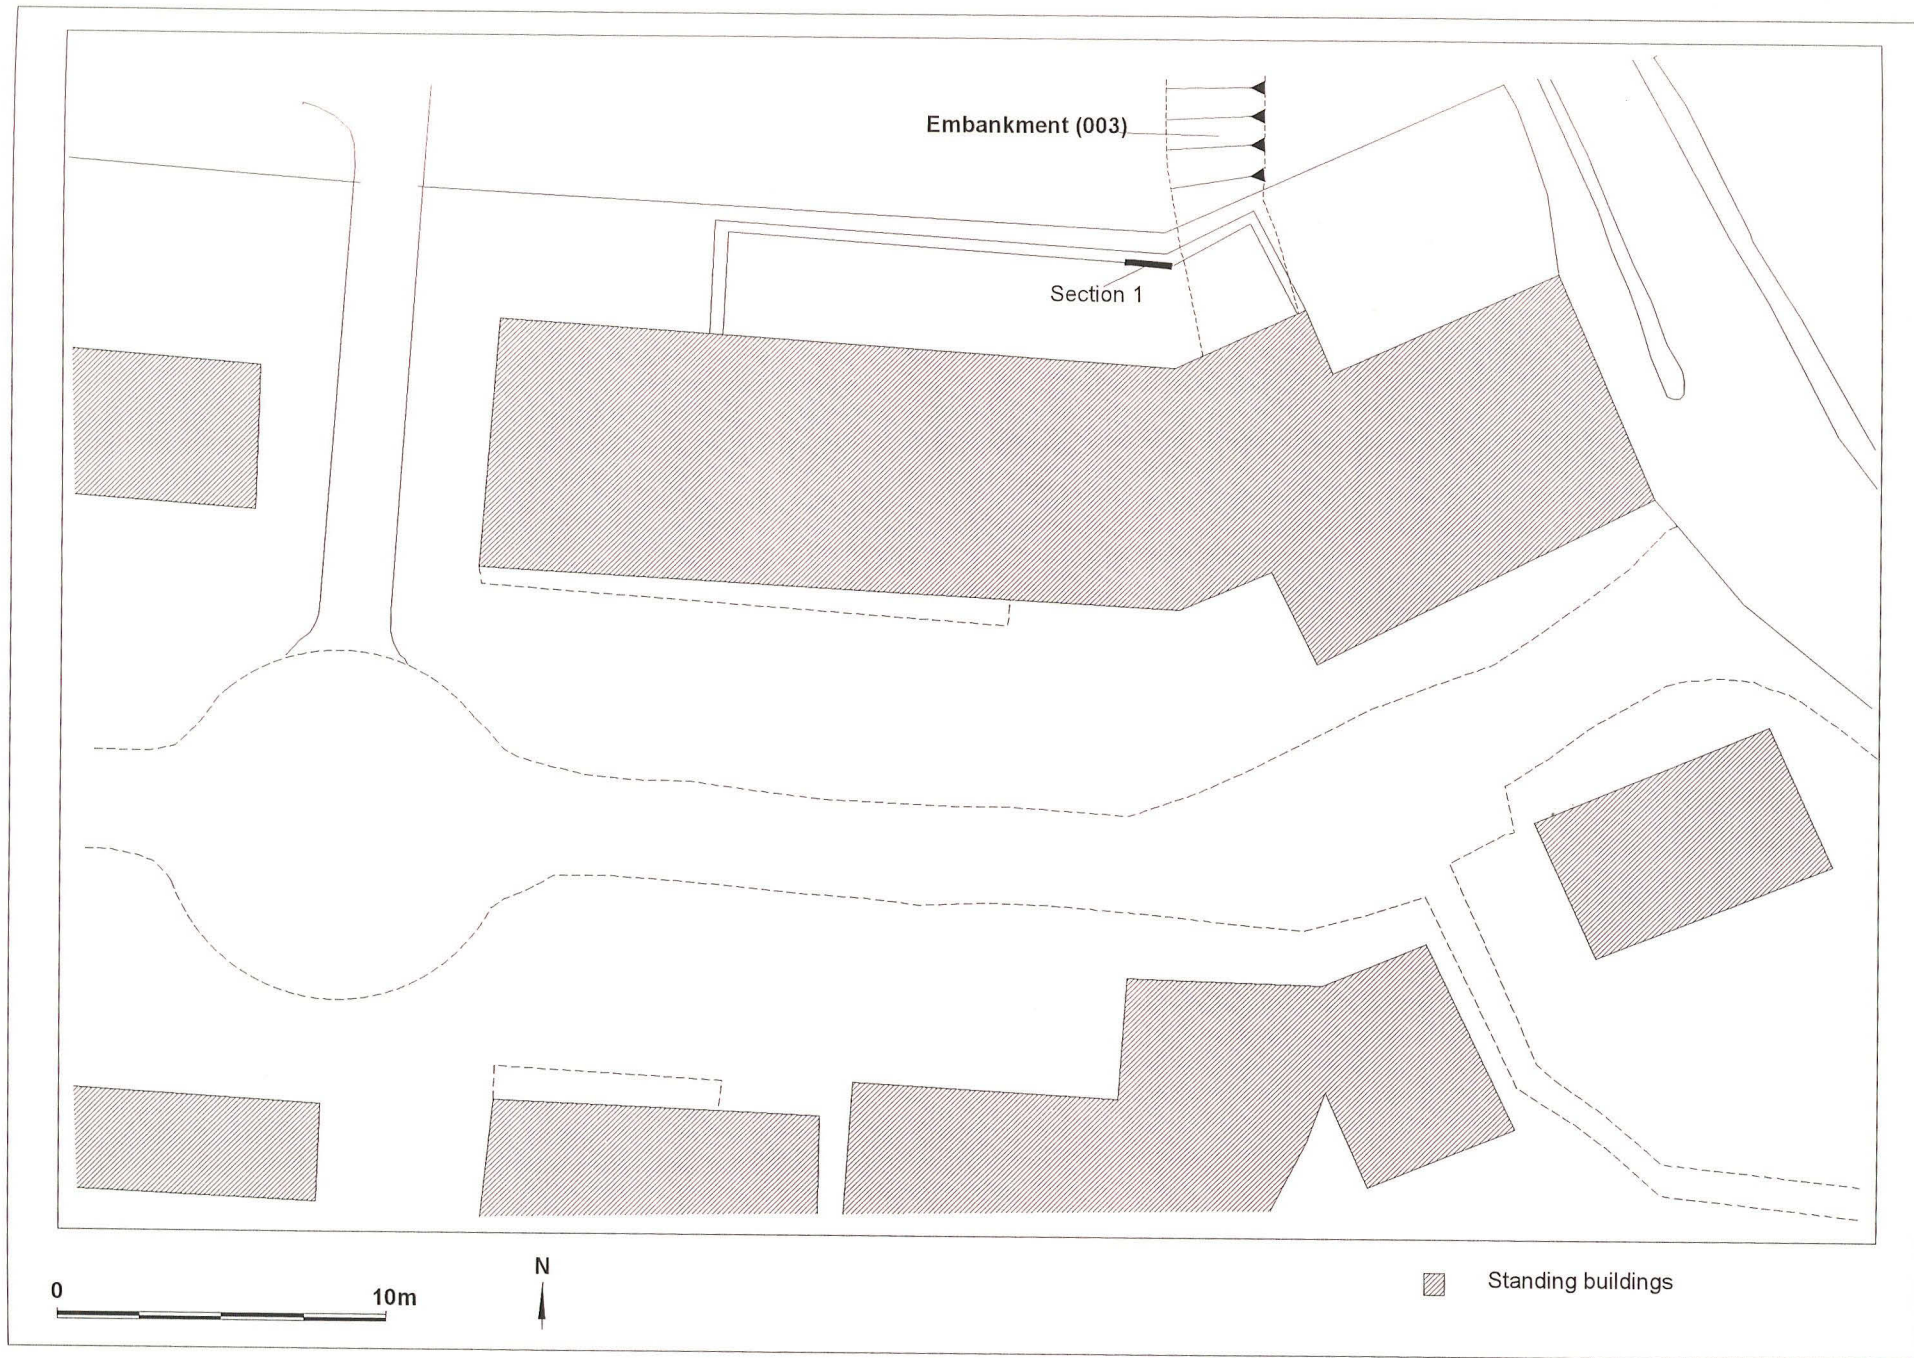 Embankment (003)
Section 1
0 10m
N
Standing buildings